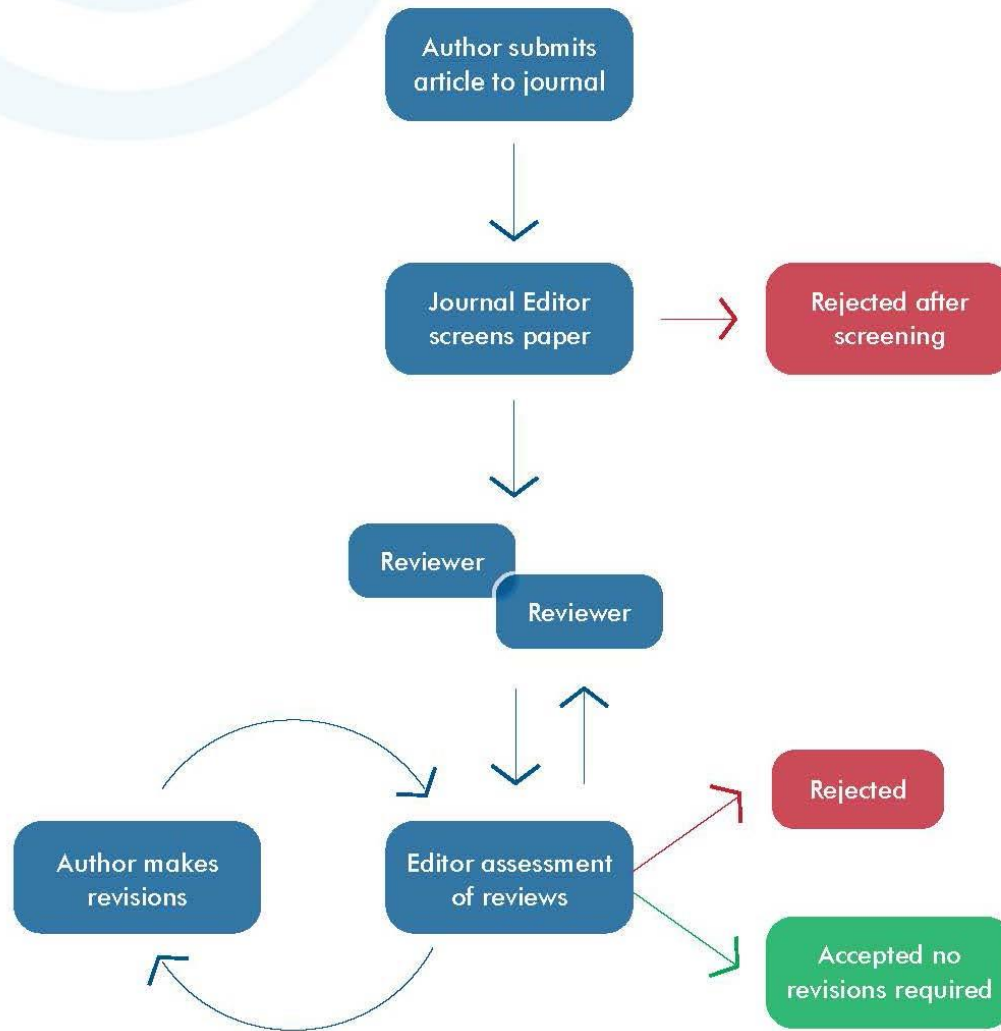 Author submits
article to journal
Journal Editor
screens paper
Rejected after
screening
Reviewer
Reviewer
Rejected
Author makes
revisions
Editor assessment
of reviews
Accepted no
revisions required